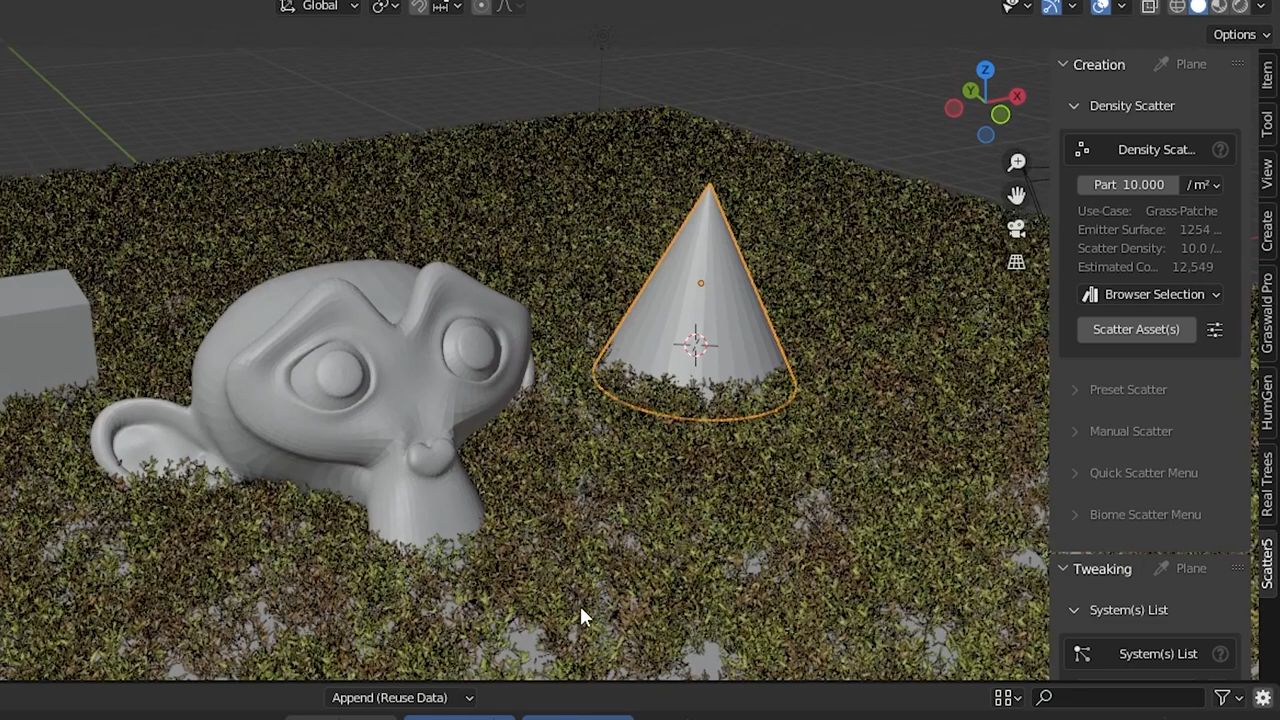 Global
Options
Z
Y
X
Creation
Plane
Density Scatter
Density Scat...
Part 10.000 / m²
Use-Case: Grass-Patche
Emitter Surface: 1254 ...
Scatter Density: 10.0 /...
Estimated Co... 12,549
Browser Selection
Scatter Asset(s)
Preset Scatter
Manual Scatter
Quick Scatter Menu
Biome Scatter Menu
Tweaking
Plane
System(s) List
System(s) List
Item
Tool
View
Create
Graswald Pro
HumGen
Real Trees
Scatter5
Append (Reuse Data)